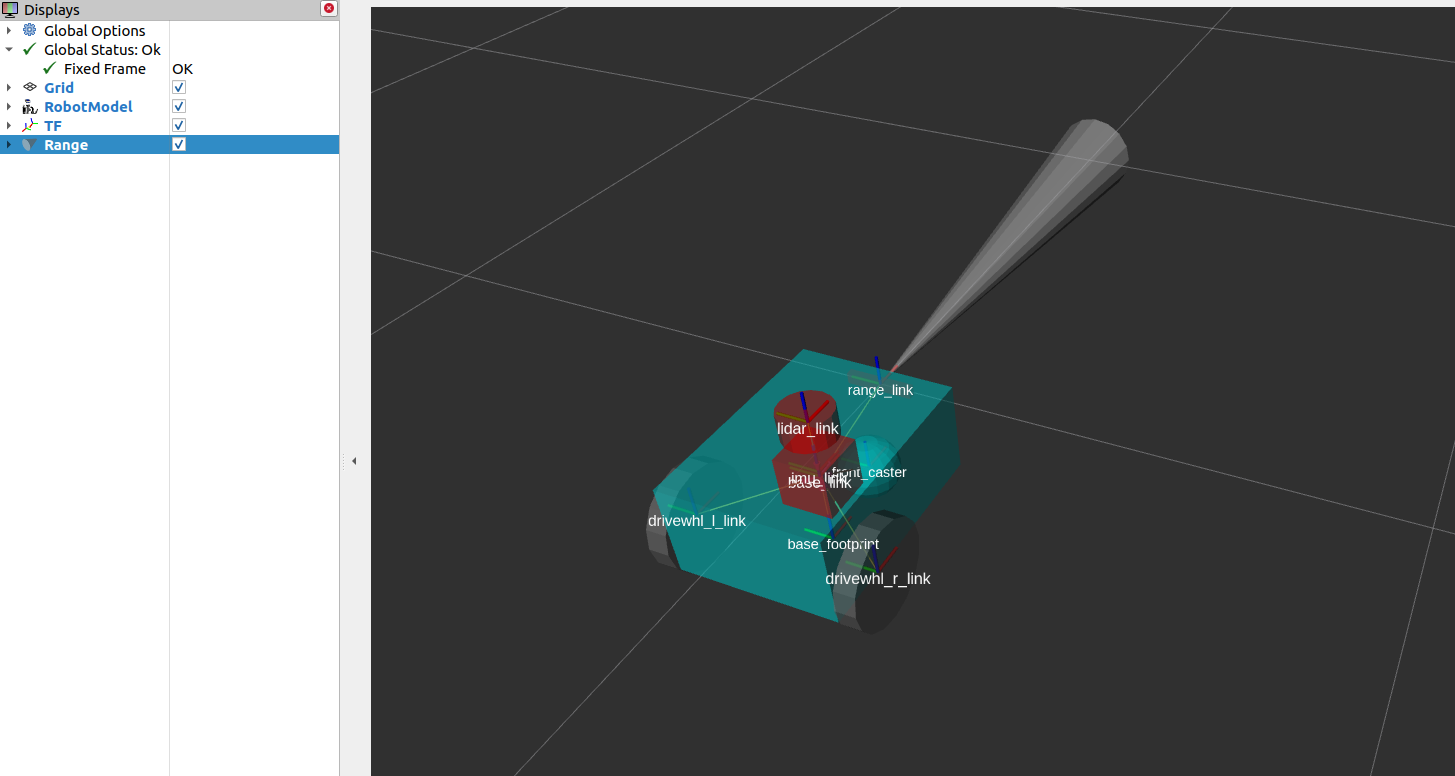 Displays
Global Options
Global Status: Ok
Fixed Frame OK
Grid
RobotModel
TF
Range
range_link
lidar_link
front_caster
imu_link
base_link
drivewhl_l_link
base_footprint
drivewhl_r_link